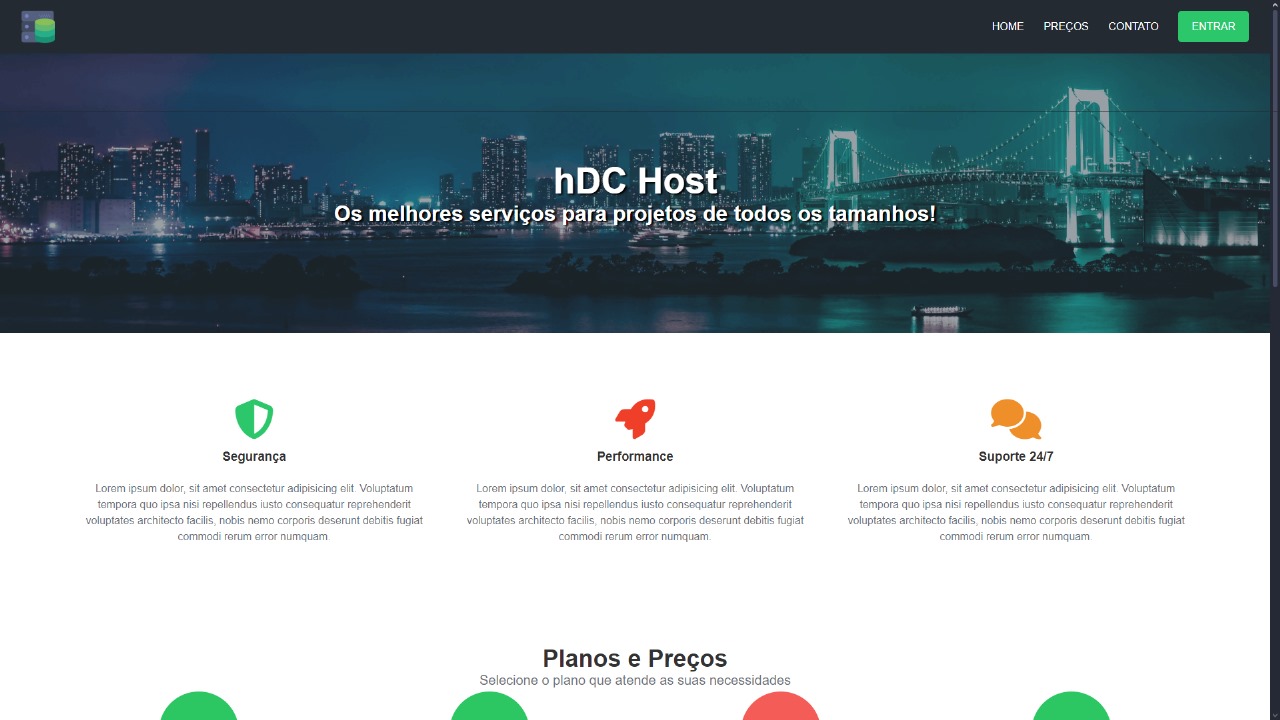 HOME PREÇOS CONTATO ENTRAR
hDC Host
Os melhores serviços para projetos de todos os tamanhos!
Segurança
Lorem ipsum dolor, sit amet consectetur adipisicing elit. Voluptatum
tempora quo ipsa nisi repellendus iusto consequatur reprehenderit
voluptates architecto facilis, nobis nemo corporis deserunt debitis fugiat
commodi rerum error numquam.
Performance
Lorem ipsum dolor, sit amet consectetur adipisicing elit. Voluptatum
tempora quo ipsa nisi repellendus iusto consequatur reprehenderit
voluptates architecto facilis, nobis nemo corporis deserunt debitis fugiat
commodi rerum error numquam.
Suporte 24/7
Lorem ipsum dolor, sit amet consectetur adipisicing elit. Voluptatum
tempora quo ipsa nisi repellendus iusto consequatur reprehenderit
voluptates architecto facilis, nobis nemo corporis deserunt debitis fugiat
commodi rerum error numquam.
Planos e Preços
Selecione o plano que atende as suas necessidades